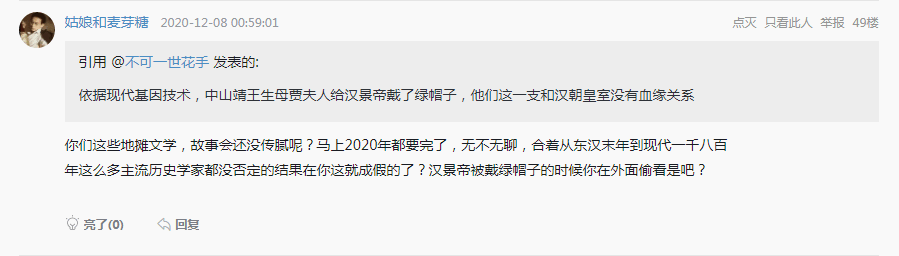 姑娘和麦芽糖 2020-12-08 00:59:01 点灭 只看此人 举报 49楼
引用 @不可一世花手 发表的:
依据现代基因技术，中山靖王生母贾夫人给汉景帝戴了绿帽子，他们这一支和汉朝皇室没有血缘关系
你们这些地摊文学，故事会还没传腻呢？马上2020年都要完了，无不无聊，合着从东汉末年到现代一千八百
年这么多主流历史学家都没否定的结果在你这就成假的了？汉景帝被戴绿帽子的时候你在外面偷看是吧？
亮了(0) 回复